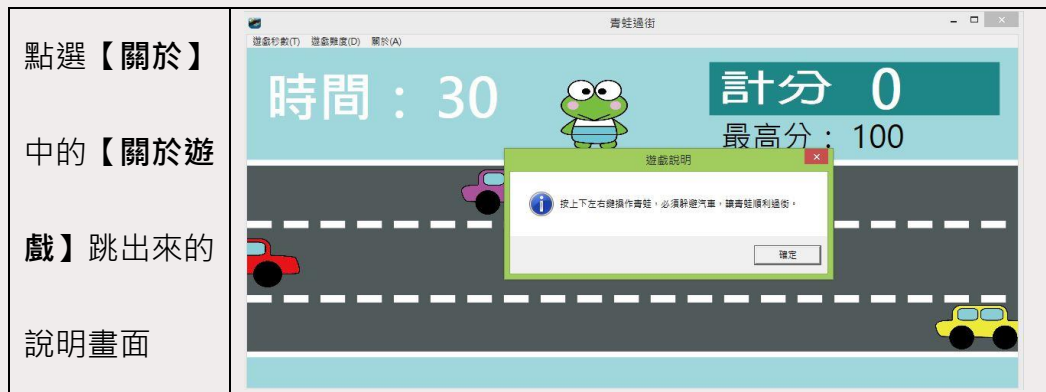 點選【關於】
中的【關於遊
戲】跳出來的
說明畫面
青蛙過街
遊戲秒數(T) 遊戲難度(D) 關於(A)
時間：30
計分 0
最高分： 100
遊戲說明
按上下左右鍵操作青蛙，必須躲避汽車，讓青蛙順利過街。
確定